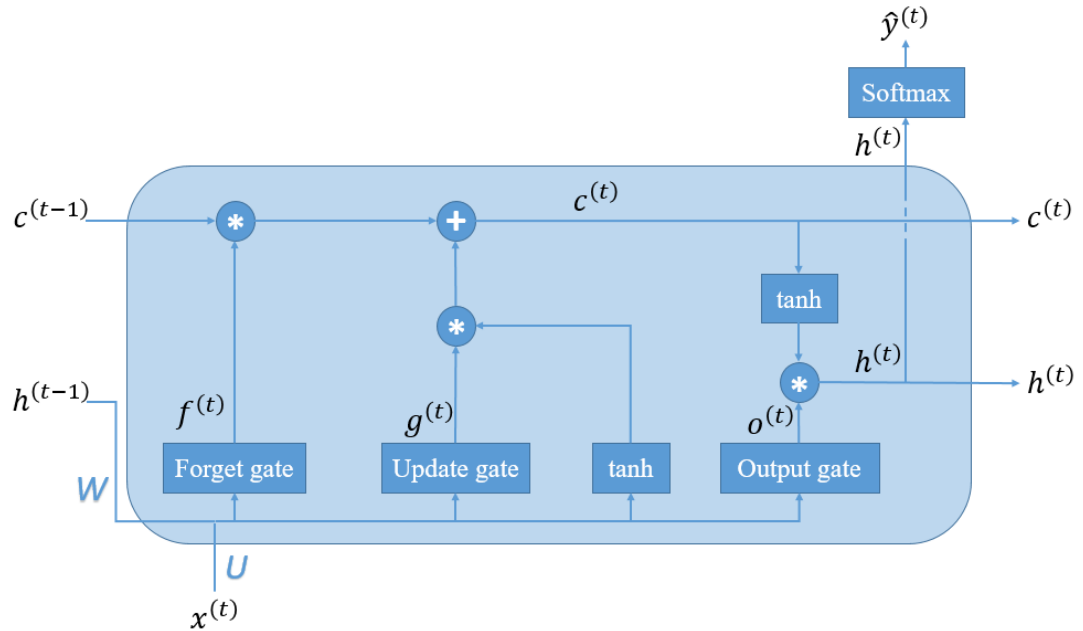 ŷ⁽ᵗ⁾
Softmax
h⁽ᵗ⁾
c⁽ᵗ⁻¹⁾
*
+
c⁽ᵗ⁾
c⁽ᵗ⁾
tanh
*
h⁽ᵗ⁻¹⁾
f⁽ᵗ⁾
g⁽ᵗ⁾
o⁽ᵗ⁾
*
h⁽ᵗ⁾
h⁽ᵗ⁾
Forget gate
Update gate
tanh
Output gate
W
U
x⁽ᵗ⁾